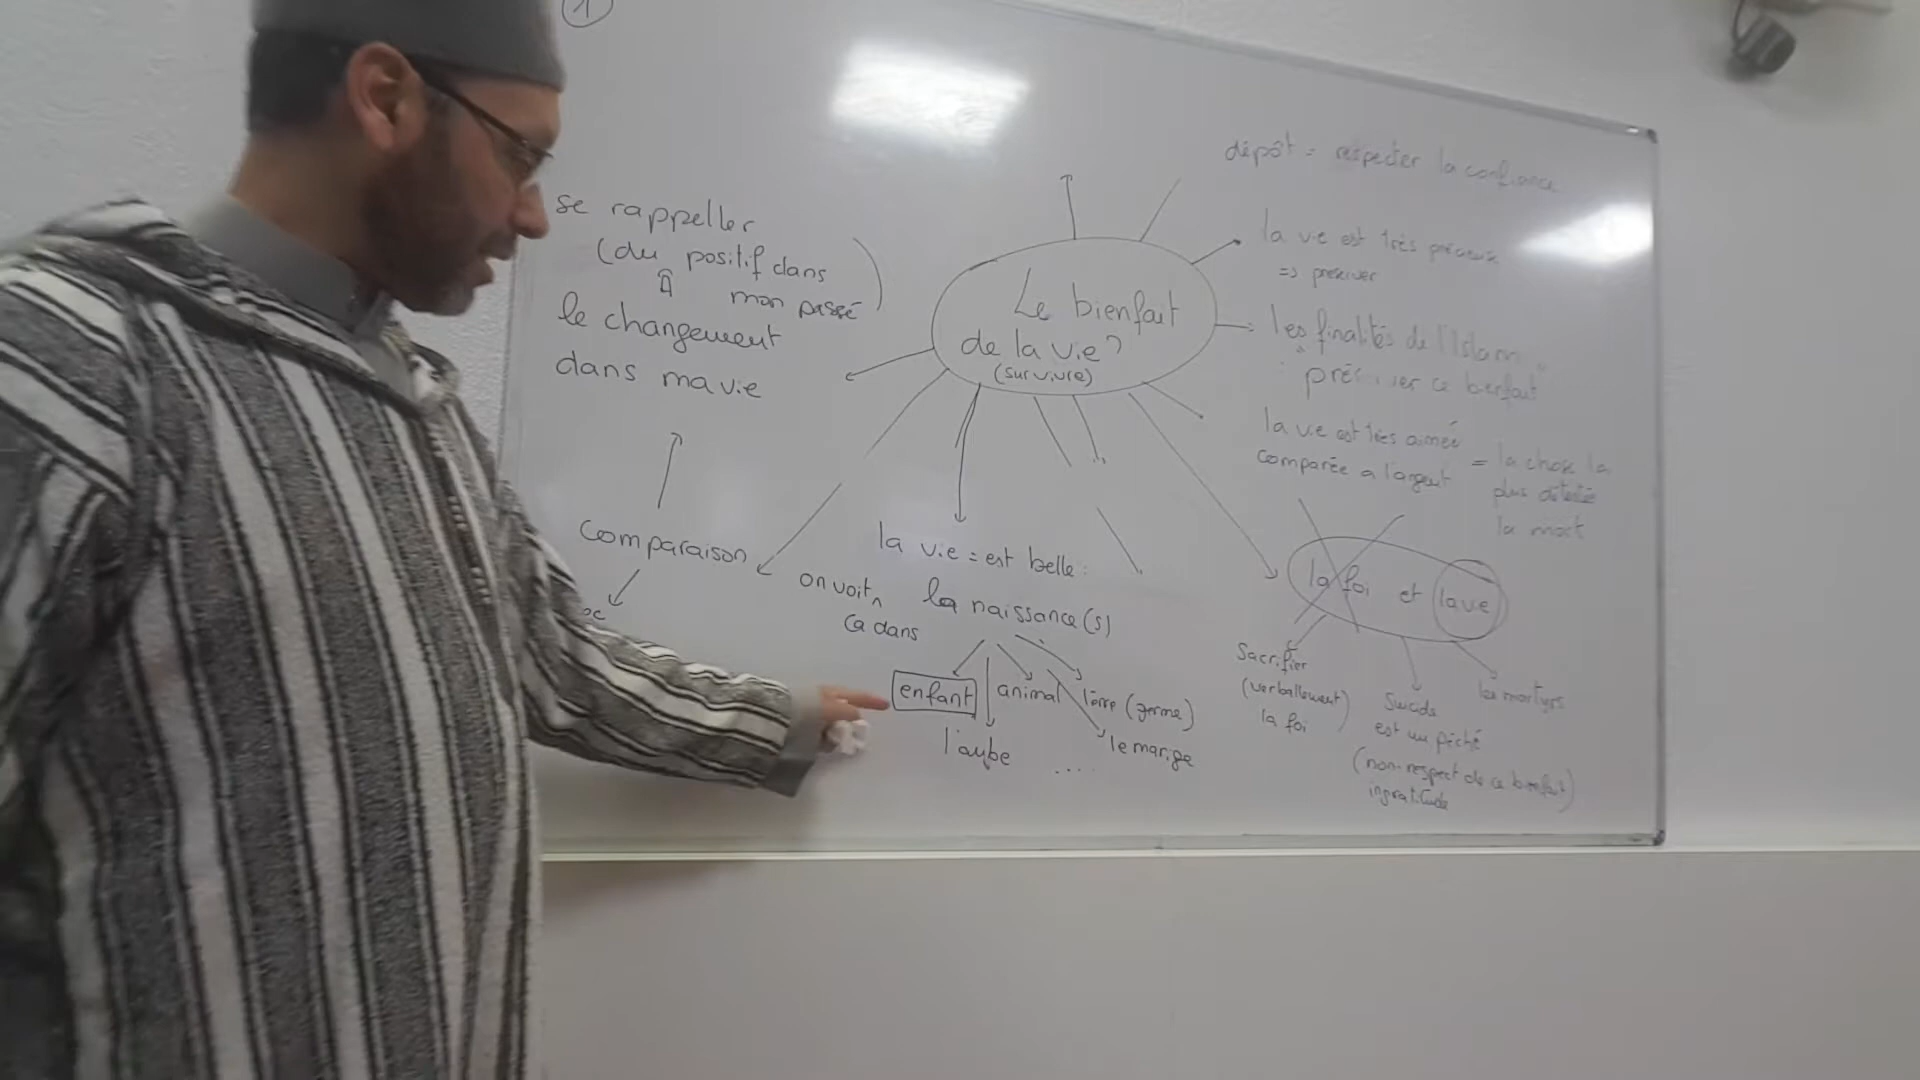 1
dépôt = respecter la confiance
se rappeller
(du positif dans
mon passé)
le changement
dans ma vie
Le bienfait
de la vie?
(survivre)
la vie est très précieuse
=> préserver
les finalités de l'Islam
ce bienfait
la vie est très aimée
comparée a l'argent
= la chose la
plus détestée
la mort
comparaison
la vie = est belle :
on voit
ça dans
la naissance(s)
enfant
animal
terre (germe)
l'aube
le mariage
....
la foi et la vie
Sacrifier
(verballement)
la foi
Suicide
est un péché
(non-respect de ce bienfait)
ingratitude
les martyrs